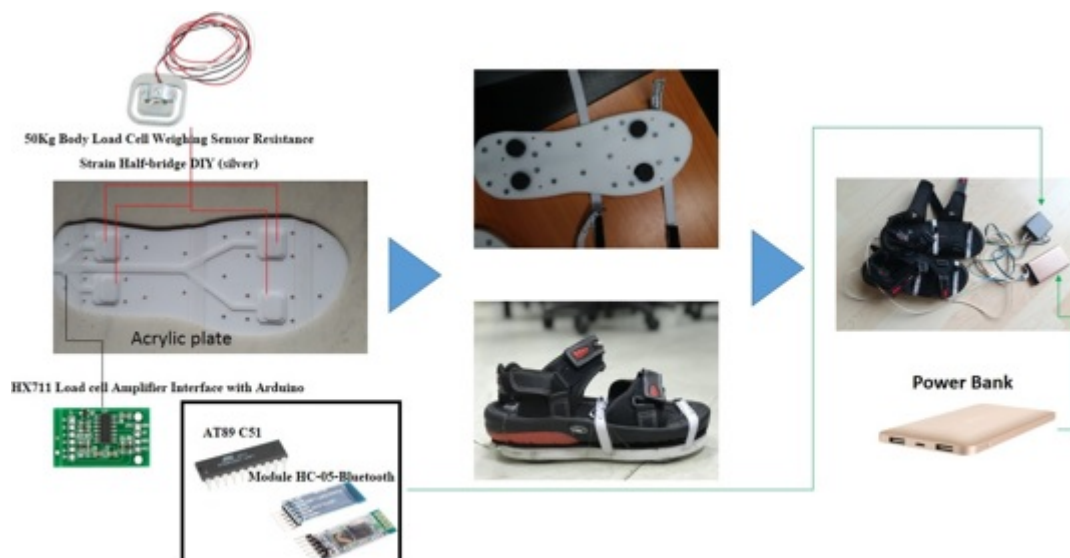 50Kg Body Load Cell Weighing Sensor Resistance
Strain Half-bridge DIY (silver)
Acrylic plate
HX711 Load cell Amplifier Interface with Arduino
AT89 C51
Module HC-05-Bluetooth
Power Bank